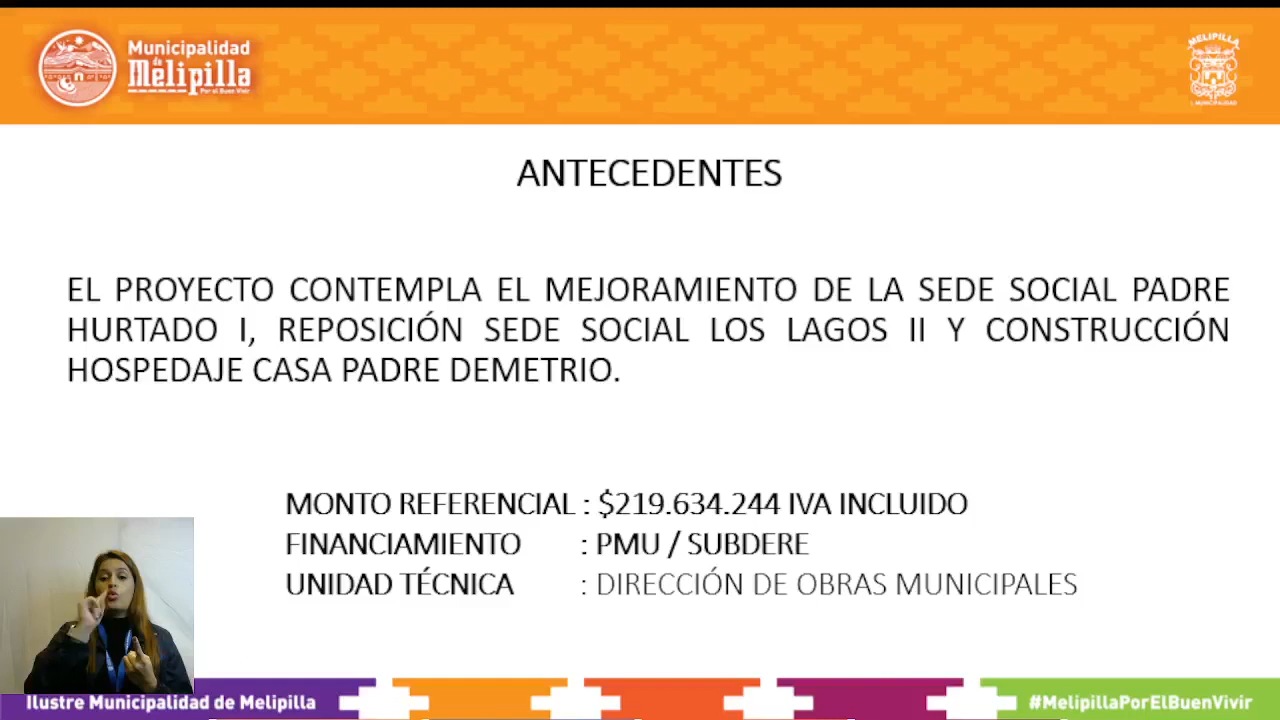 Municipalidad
de
Melipilla
Por el Buen Vivir
MELIPILLA
I. MUNICIPALIDAD
ANTECEDENTES
EL PROYECTO CONTEMPLA EL MEJORAMIENTO DE LA SEDE SOCIAL PADRE
HURTADO I, REPOSICIÓN SEDE SOCIAL LOS LAGOS II Y CONSTRUCCIÓN
HOSPEDAJE CASA PADRE DEMETRIO.
MONTO REFERENCIAL : $219.634.244 IVA INCLUIDO
FINANCIAMIENTO : PMU / SUBDERE
UNIDAD TÉCNICA : DIRECCIÓN DE OBRAS MUNICIPALES
Ilustre Municipalidad de Melipilla
#MelipillaPorElBuenVivir